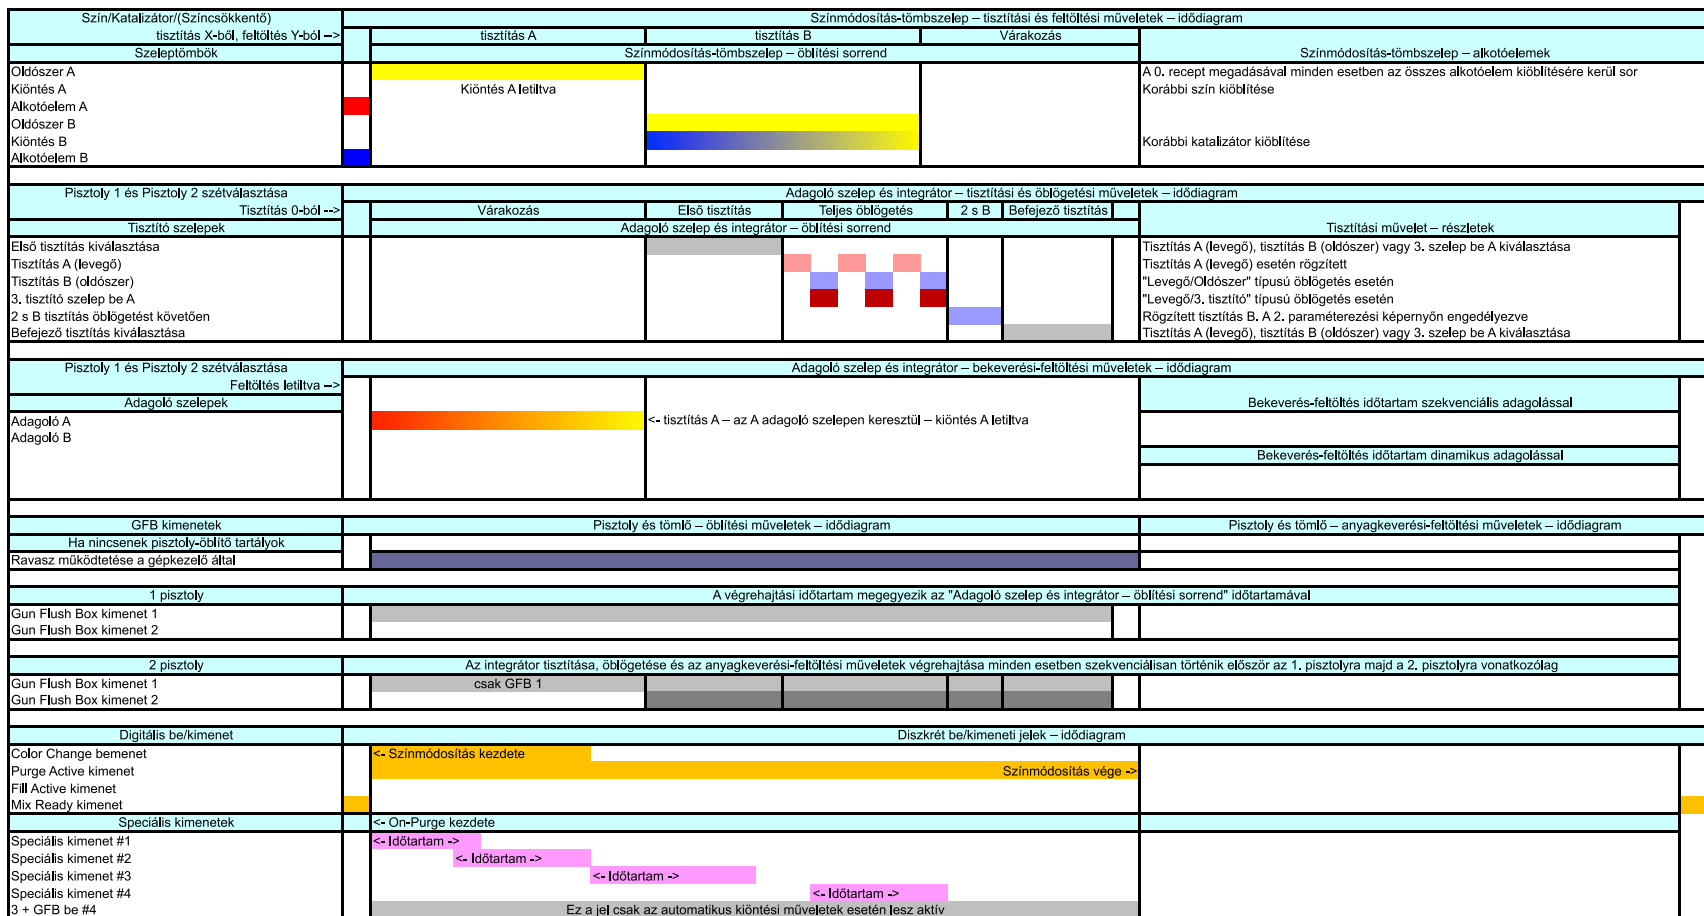 Szín/Katalizátor/(Színcsökkentő)
Színmódosítás-tömbszelep – tisztítási és feltöltési műveletek – idődiagram
tisztítás X-ből, feltöltés Y-ból –>
tisztítás A
tisztítás B
Várakozás
Szeleptömbök
Színmódosítás-tömbszelep – öblítési sorrend
Színmódosítás-tömbszelep – alkotóelemek
Oldószer A
A 0. recept megadásával minden esetben az összes alkotóelem kiöblítésére kerül sor
Kiöntés A
Kiöntés A letiltva
Korábbi szín kiöblítése
Alkotóelem A
Oldószer B
Kiöntés B
Korábbi katalizátor kiöblítése
Alkotóelem B
Pisztoly 1 és Pisztoly 2 szétválasztása
Adagoló szelep és integrátor – tisztítási és öblögetési műveletek – idődiagram
Tisztítás 0-ból -->
Várakozás
Első tisztítás
Teljes öblögetés
2 s B
Befejező tisztítás
Tisztító szelepek
Adagoló szelep és integrátor – öblítési sorrend
Tisztítási művelet – részletek
Első tisztítás kiválasztása
Tisztítás A (levegő), tisztítás B (oldószer) vagy 3. szelep be A kiválasztása
Tisztítás A (levegő)
Tisztítás A (levegő) esetén rögzített
Tisztítás B (oldószer)
"Levegő/Oldószer" típusú öblögetés esetén
3. tisztító szelep be A
"Levegő/3. tisztító" típusú öblögetés esetén
2 s B tisztítás öblögetést követően
Rögzített tisztítás B. A 2. paraméterezési képernyőn engedélyezve
Befejező tisztítás kiválasztása
Tisztítás A (levegő), tisztítás B (oldószer) vagy 3. szelep be A kiválasztása
Pisztoly 1 és Pisztoly 2 szétválasztása
Adagoló szelep és integrátor – bekeverési-feltöltési műveletek – idődiagram
Feltöltés letiltva –>
Adagoló szelepek
Bekeverés-feltöltés időtartam szekvenciális adagolással
Adagoló A
<- tisztítás A – az A adagoló szelepen keresztül – kiöntés A letiltva
Adagoló B
Bekeverés-feltöltés időtartam dinamikus adagolással
GFB kimenetek
Pisztoly és tömlő – öblítési műveletek – idődiagram
Pisztoly és tömlő – anyagkeverési-feltöltési műveletek – idődiagram
Ha nincsenek pisztoly-öblítő tartályok
Ravasz működtetése a gépkezelő által
1 pisztoly
A végrehajtási időtartam megegyezik az "Adagoló szelep és integrátor – öblítési sorrend" időtartamával
Gun Flush Box kimenet 1
Gun Flush Box kimenet 2
2 pisztoly
Az integrátor tisztítása, öblögetése és az anyagkeverési-feltöltési műveletek végrehajtása minden esetben szekvenciálisan történik először az 1. pisztolyra majd a 2. pisztolyra vonatkozólag
Gun Flush Box kimenet 1
csak GFB 1
Gun Flush Box kimenet 2
Digitális be/kimenet
Diszkrét be/kimeneti jelek – idődiagram
Color Change bemenet
<- Színmódosítás kezdete
Purge Active kimenet
Színmódosítás vége ->
Fill Active kimenet
Mix Ready kimenet
Speciális kimenetek
<- On-Purge kezdete
Speciális kimenet #1
<- Időtartam ->
Speciális kimenet #2
<- Időtartam ->
Speciális kimenet #3
<- Időtartam ->
Speciális kimenet #4
<- Időtartam ->
3 + GFB be #4
Ez a jel csak az automatikus kiöntési műveletek esetén lesz aktív